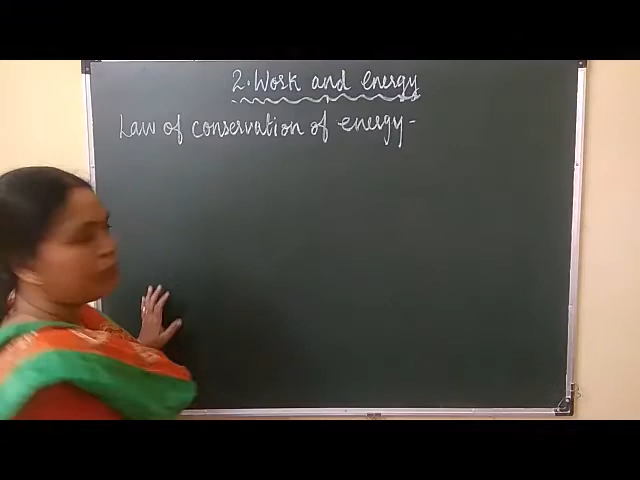 2. Work and energy
Law of conservation of energy-